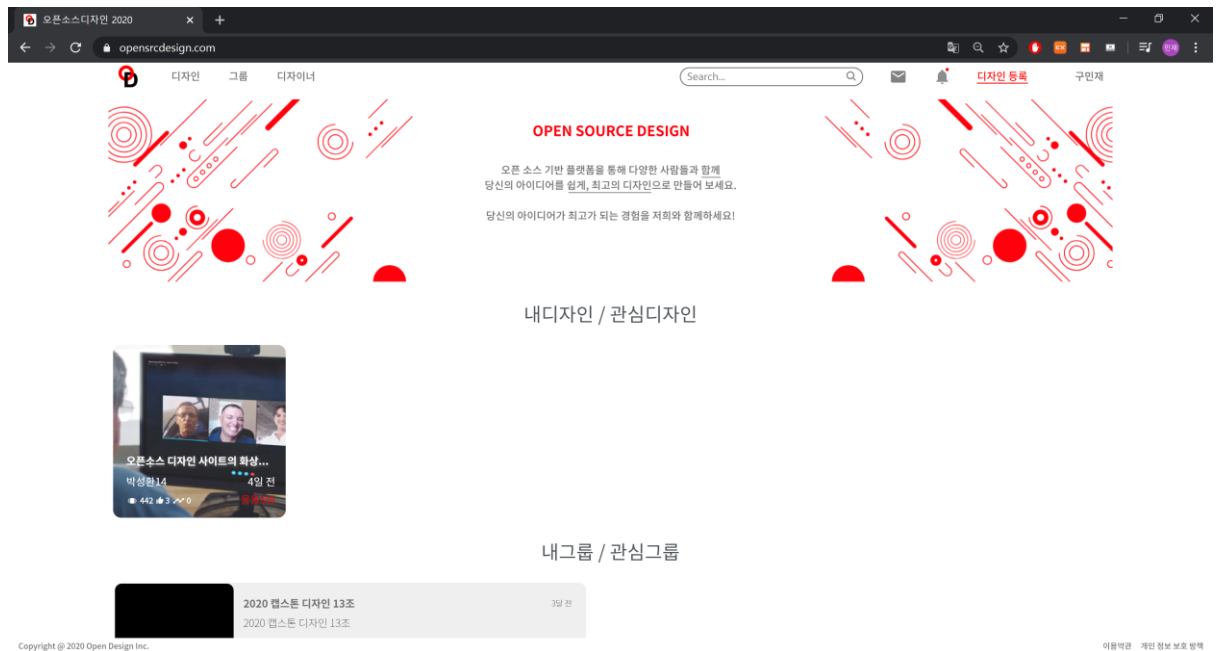 오픈소스디자인 2020
opensrcdesign.com
디자인 그룹 디자이너 Search... 디자인 등록 구민재
OPEN SOURCE DESIGN
오픈 소스 기반 플랫폼을 통해 다양한 사람들과 함께
당신의 아이디어를 쉽게, 최고의 디자인으로 만들어 보세요.
당신의 아이디어가 최고가 되는 경험을 저희와 함께하세요!
내디자인 / 관심디자인
오픈소스 디자인 사이트의 화상...
박성환14 4일 전
442 3 0
내그룹 / 관심그룹
2020 캡스톤 디자인 13조 3달 전
2020 캡스톤 디자인 13조
Copyright @ 2020 Open Design Inc. 이용약관 개인 정보 보호 방책